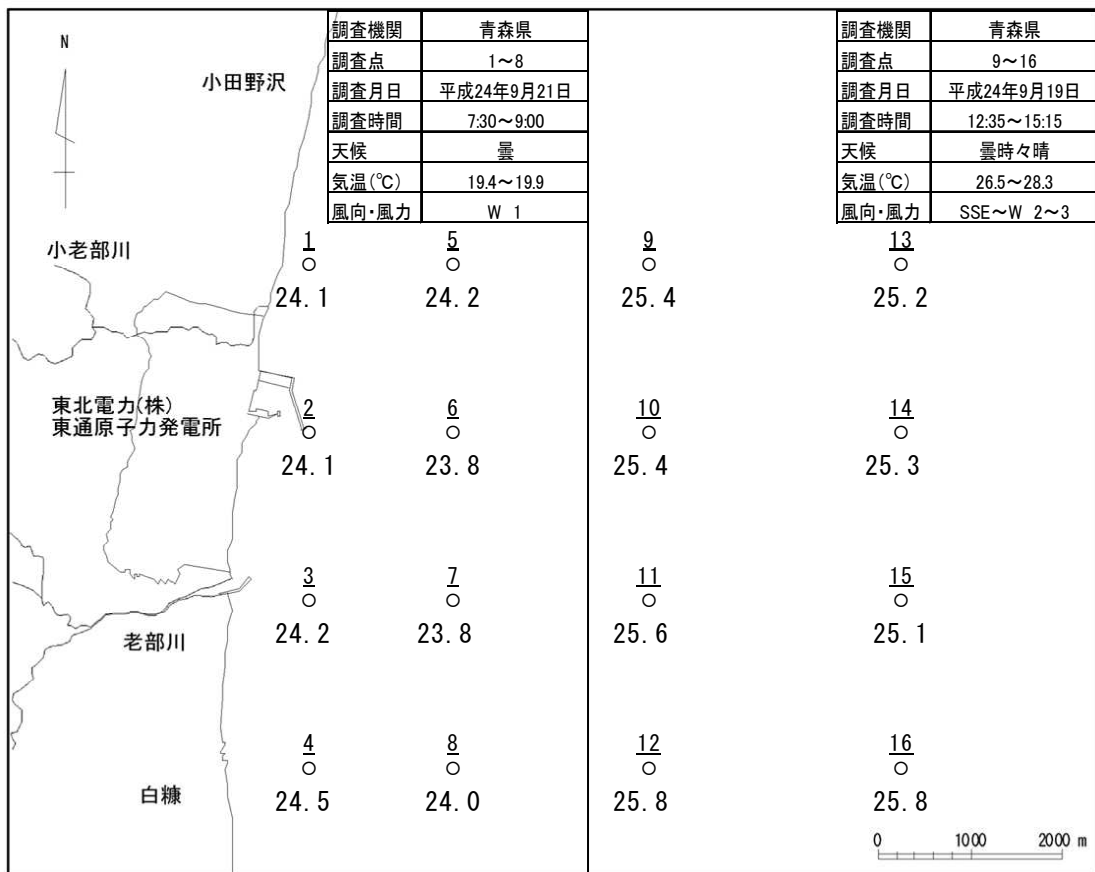 調査機関 青森県
調査点 1～8
調査月日 平成24年9月21日
調査時間 7:30～9:00
天候 曇
気温(℃) 19.4～19.9
風向・風力 W 1
調査機関 青森県
調査点 9～16
調査月日 平成24年9月19日
調査時間 12:35～15:15
天候 曇時々晴
気温(℃) 26.5～28.3
風向・風力 SSE～W 2～3
N
小田野沢
小老部川
1 5 9 13
24.1 24.2 25.4 25.2
東北電力(株)
東通原子力発電所
2 6 10 14
24.1 23.8 25.4 25.3
3 7 11 15
24.2 23.8 25.6 25.1
老部川
4 8 12 16
24.5 24.0 25.8 25.8
白糠
0 1000 2000 m